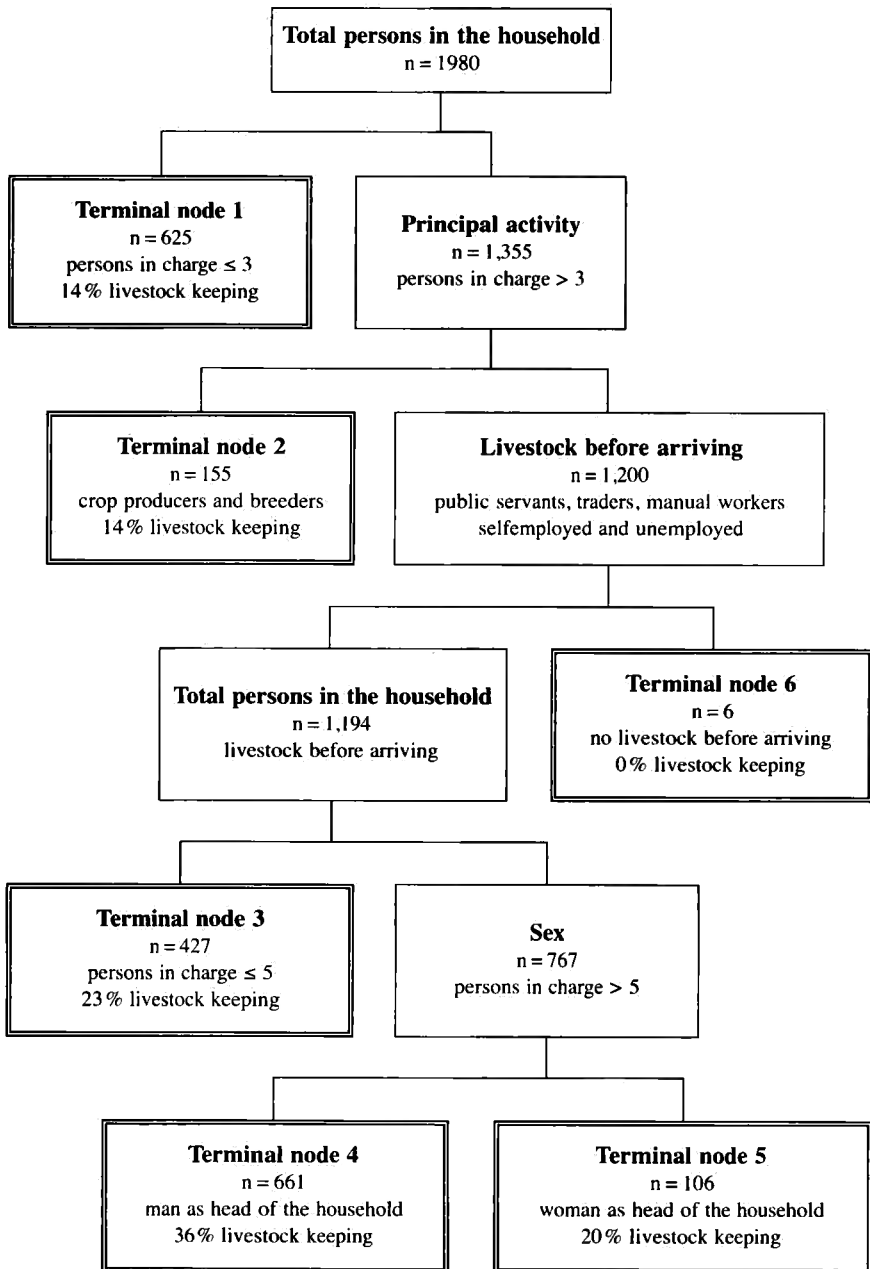 Total persons in the household
n = 1980
Terminal node 1
n = 625
persons in charge ≤ 3
14% livestock keeping
Principal activity
n = 1,355
persons in charge > 3
Terminal node 2
n = 155
crop producers and breeders
14% livestock keeping
Livestock before arriving
n = 1,200
public servants, traders, manual workers
selfemployed and unemployed
Total persons in the household
n = 1,194
livestock before arriving
Terminal node 6
n = 6
no livestock before arriving
0% livestock keeping
Terminal node 3
n = 427
persons in charge ≤ 5
23% livestock keeping
Sex
n = 767
persons in charge > 5
Terminal node 4
n = 661
man as head of the household
36% livestock keeping
Terminal node 5
n = 106
woman as head of the household
20% livestock keeping